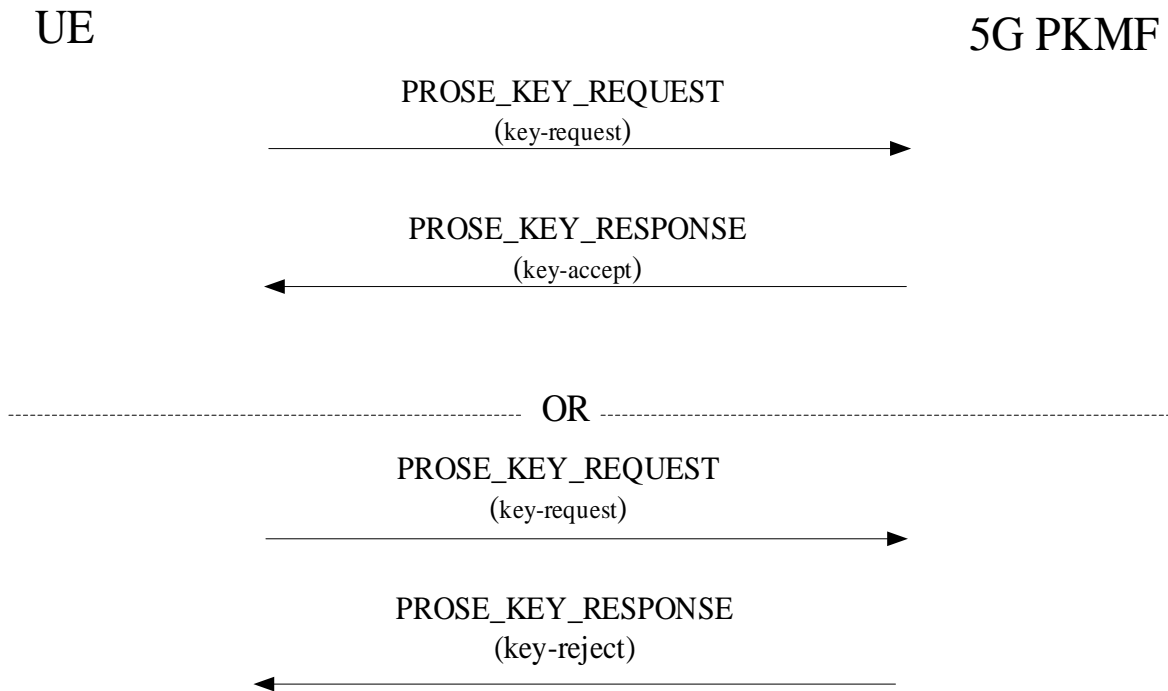 UE
5G PKMF
PROSE_KEY_REQUEST
(key-request)
PROSE_KEY_RESPONSE
(key-accept)
OR
PROSE_KEY_REQUEST
(key-request)
PROSE_KEY_RESPONSE
(key-reject)